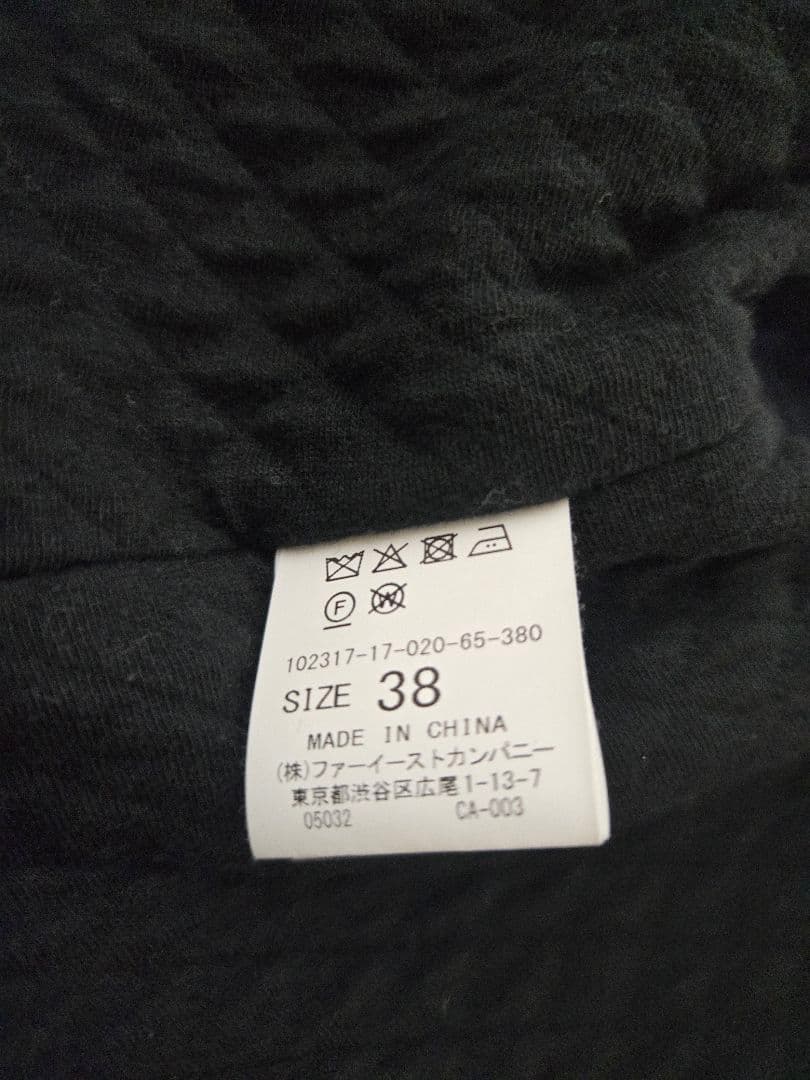 F W
102317-17-020-65-380
SIZE 38
MADE IN CHINA
(株)ファーイーストカンパニー
東京都渋谷区広尾1-13-7
05032 CA-003